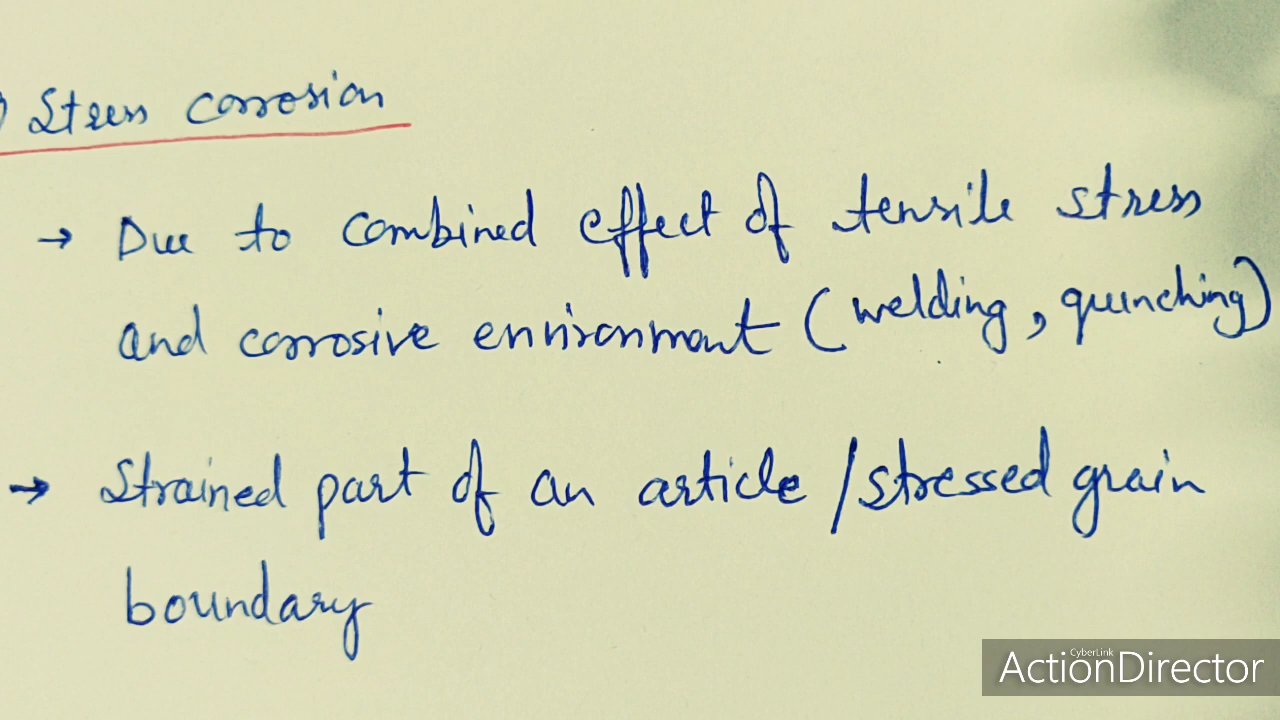 ) Stress corrosion
→ Due to combined effect of tensile stress
and corrosive environment (welding, quenching)
→ Strained part of an article / stressed grain
boundary
CyberLink
ActionDirector